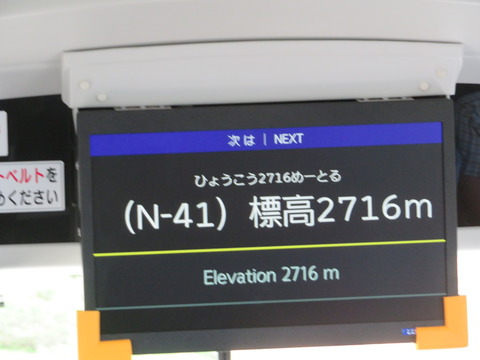 次は | NEXT
ひょうこう2716めーとる
(N-41) 標高2716m
Elevation 2716 m
トベルトを
ください